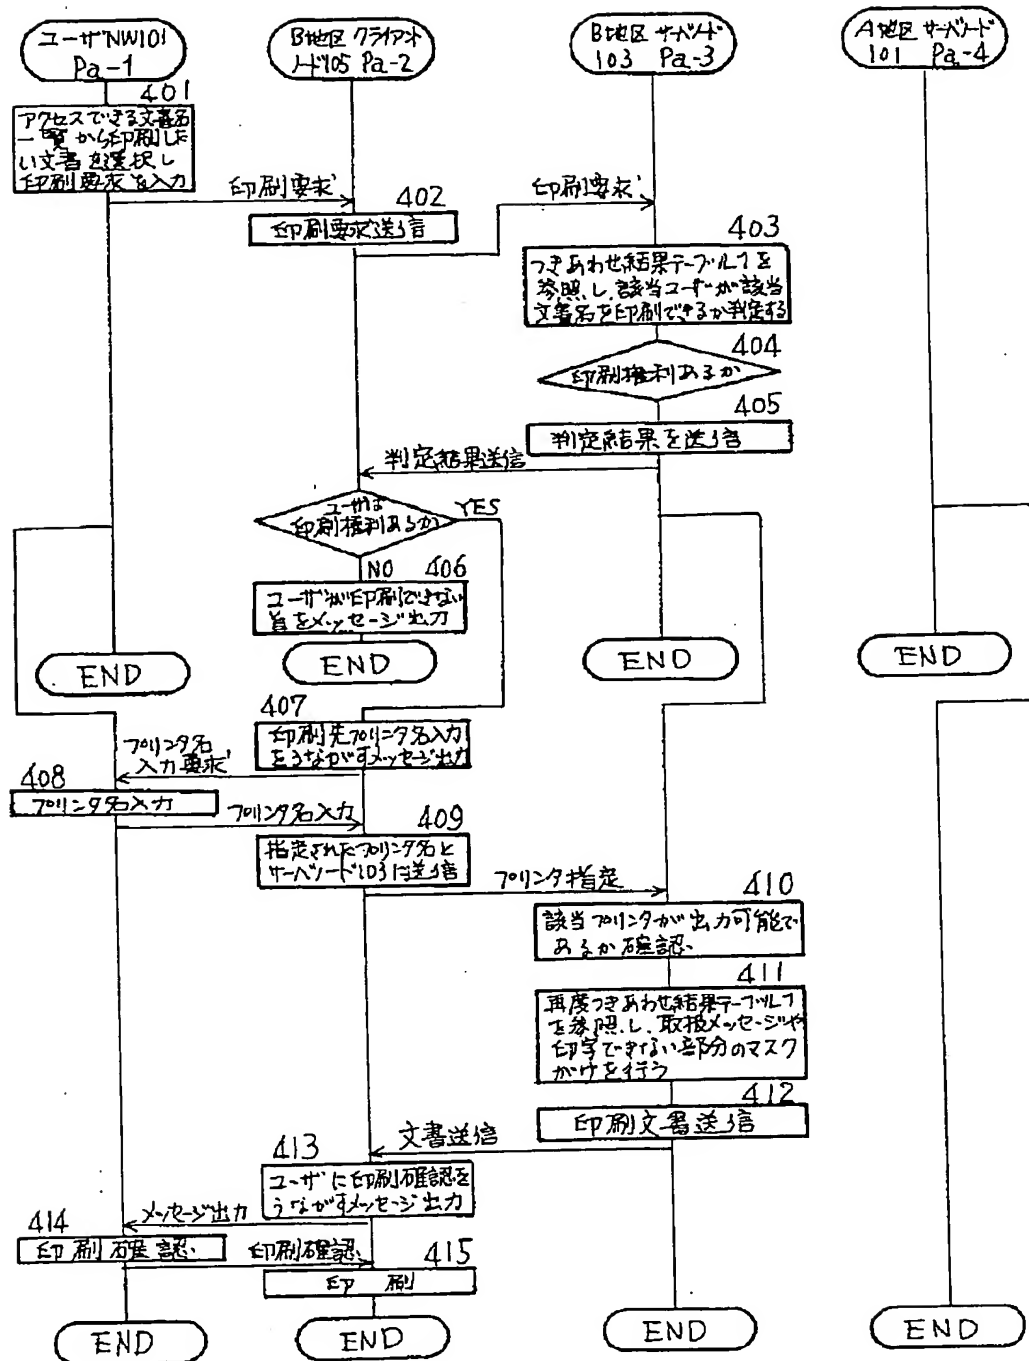 ユーザNW101
Pa-1
B地区 クライアント
ノード105 Pa-2
B地区 サーバノード
103 Pa-3
A地区 サーバノード
101 Pa-4
401
アクセスできる文書名
一覧から印刷した
い文書を選択し
印刷要求を入力
印刷要求
402
印刷要求送信
印刷要求
403
つきあわせ結果テーブル17を
参照し、該当ユーザが該当
文書名を印刷できるか判定する
404
印刷権利あるか
405
判定結果を送信
判定結果送信
ユーザは
印刷権利あるか
YES
NO
406
ユーザが印刷できない
旨をメッセージ出力
END
END
END
END
407
印刷先プリンタ名入力
をうながすメッセージ出力
プリンタ名
入力要求
408
プリンタ名入力
プリンタ名入力
409
指定されたプリンタ名を
サーバノード103に送信
プリンタ指定
410
該当プリンタが出力可能で
あるか確認
411
再度つきあわせ結果テーブル17
を参照し、取扱メッセージや
印字できない部分のマスク
がけを行う
412
印刷文書送信
文書送信
413
ユーザに印刷確認を
うながすメッセージ出力
メッセージ出力
414
印刷確認
印刷確認
415
印刷
END
END
END
END